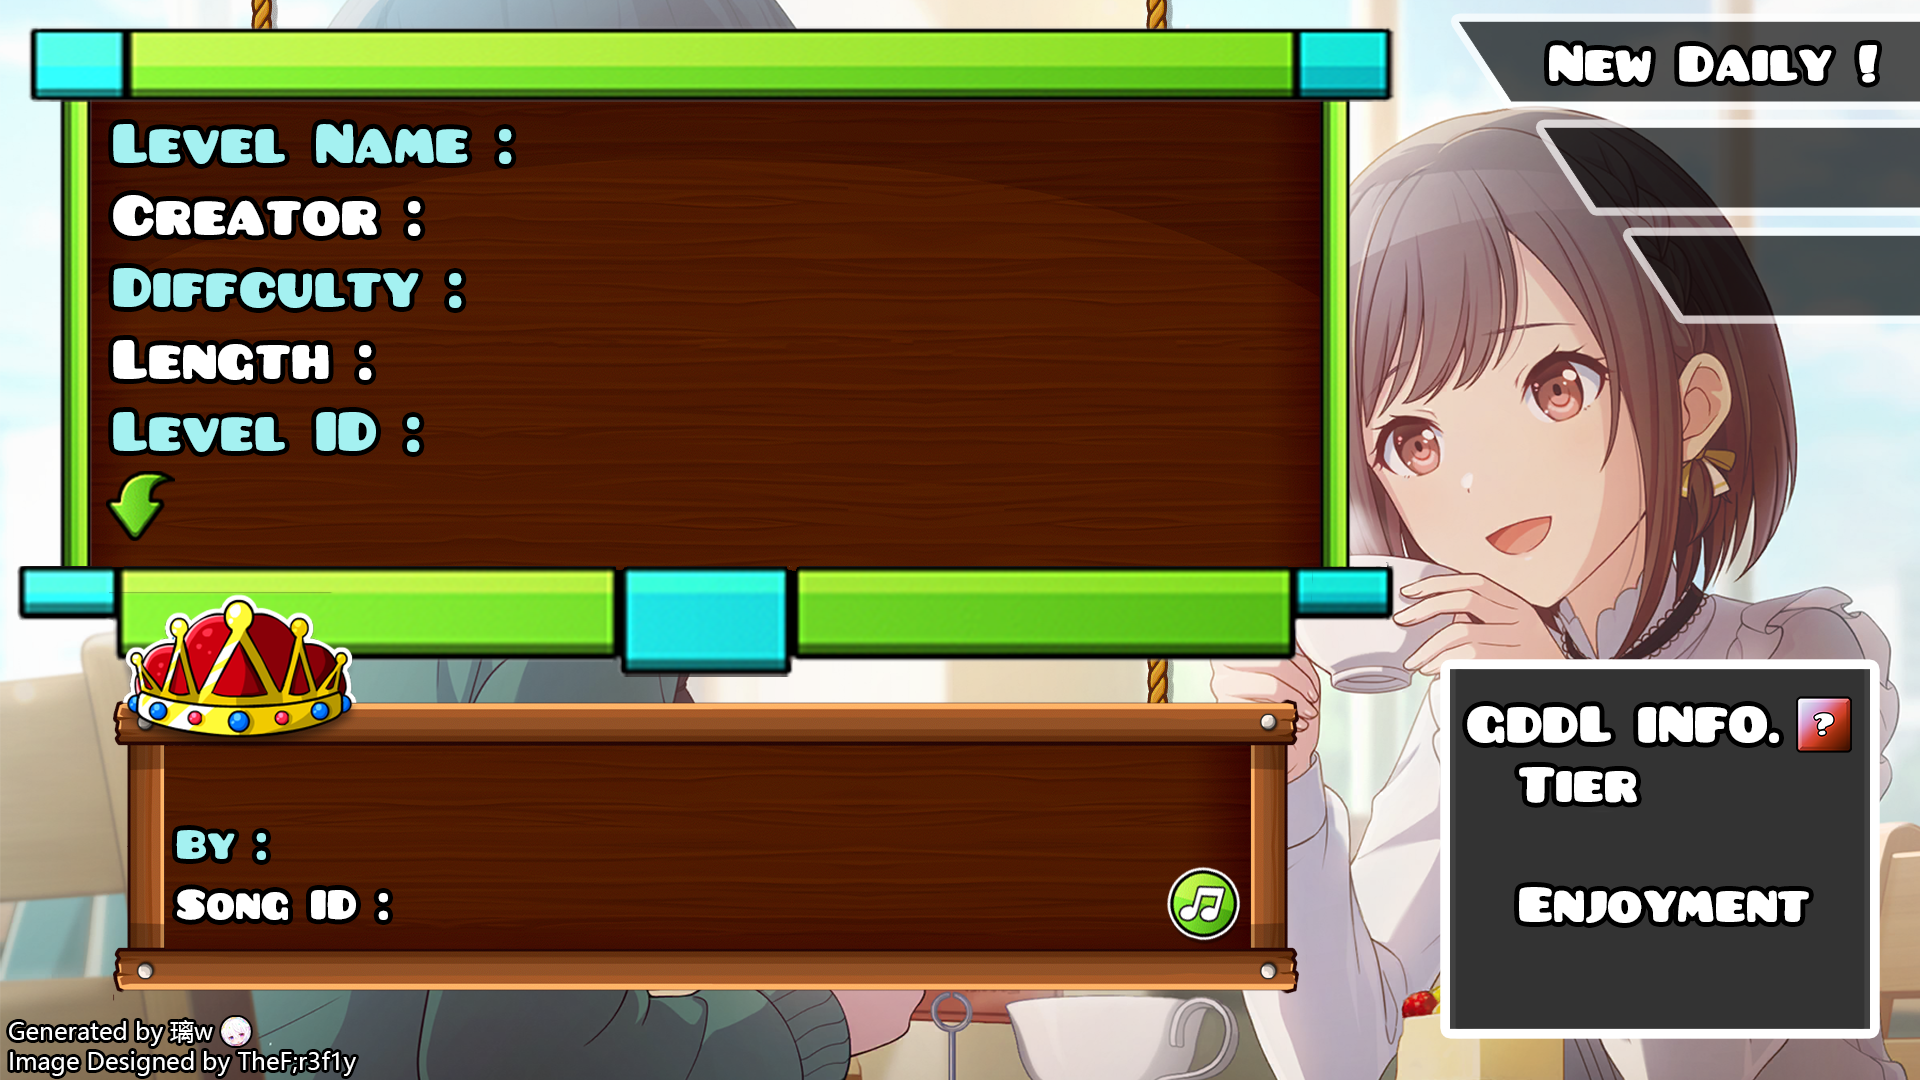 NEW DAILY !
LEVEL NAME :
CREATOR :
DIFFCULTY :
LENGTH :
LEVEL ID :
BY :
SONG ID :
GDDL INFO. ?
TIER
ENJOYMENT
Generated by 璃w
Image Designed by TheF;r3f1y